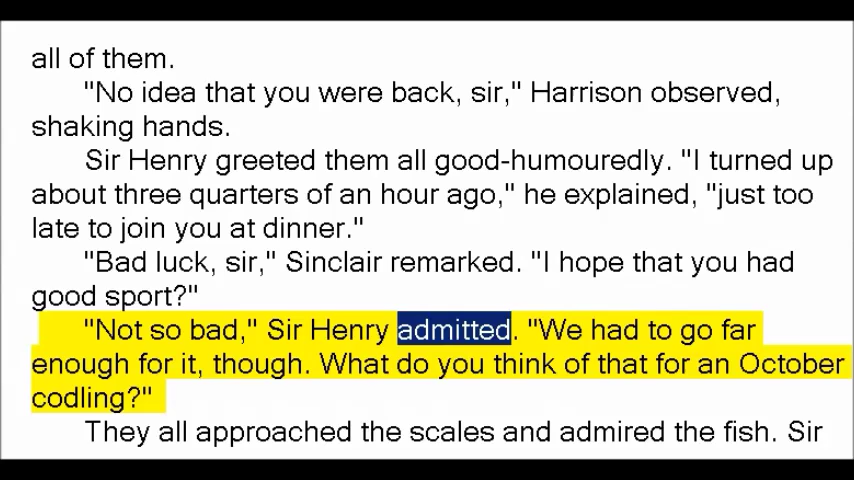 all of them.
"No idea that you were back, sir," Harrison observed,
shaking hands.
Sir Henry greeted them all good-humouredly. "I turned up
about three quarters of an hour ago," he explained, "just too
late to join you at dinner."
"Bad luck, sir," Sinclair remarked. "I hope that you had
good sport?"
"Not so bad," Sir Henry admitted. "We had to go far
enough for it, though. What do you think of that for an October
codling?"
They all approached the scales and admired the fish. Sir